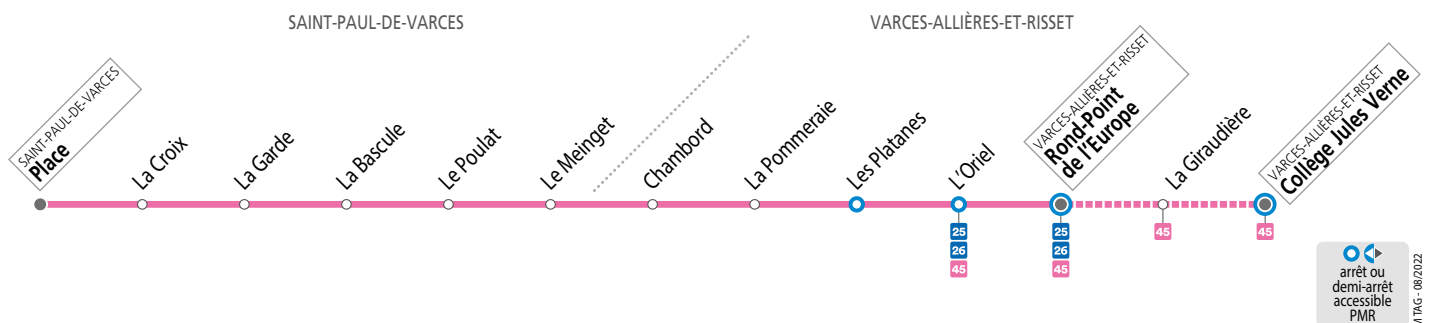 SAINT-PAUL-DE-VARCES
VARCES-ALLIÈRES-ET-RISSET
SAINT-PAUL-DE-VARCES
Place
La Croix
La Garde
La Bascule
Le Poulat
Le Meinget
Chambord
La Pommeraie
Les Platanes
L'Oriel
VARCES-ALLIÈRES-ET-RISSET
Rond-Point
de l'Europe
La Giraudière
VARCES-ALLIÈRES-ET-RISSET
Collège Jules Verne
25
26
45
25
26
45
45
45
arrêt ou
demi-arrêt
accessible
PMR
M TAG - 08/2022